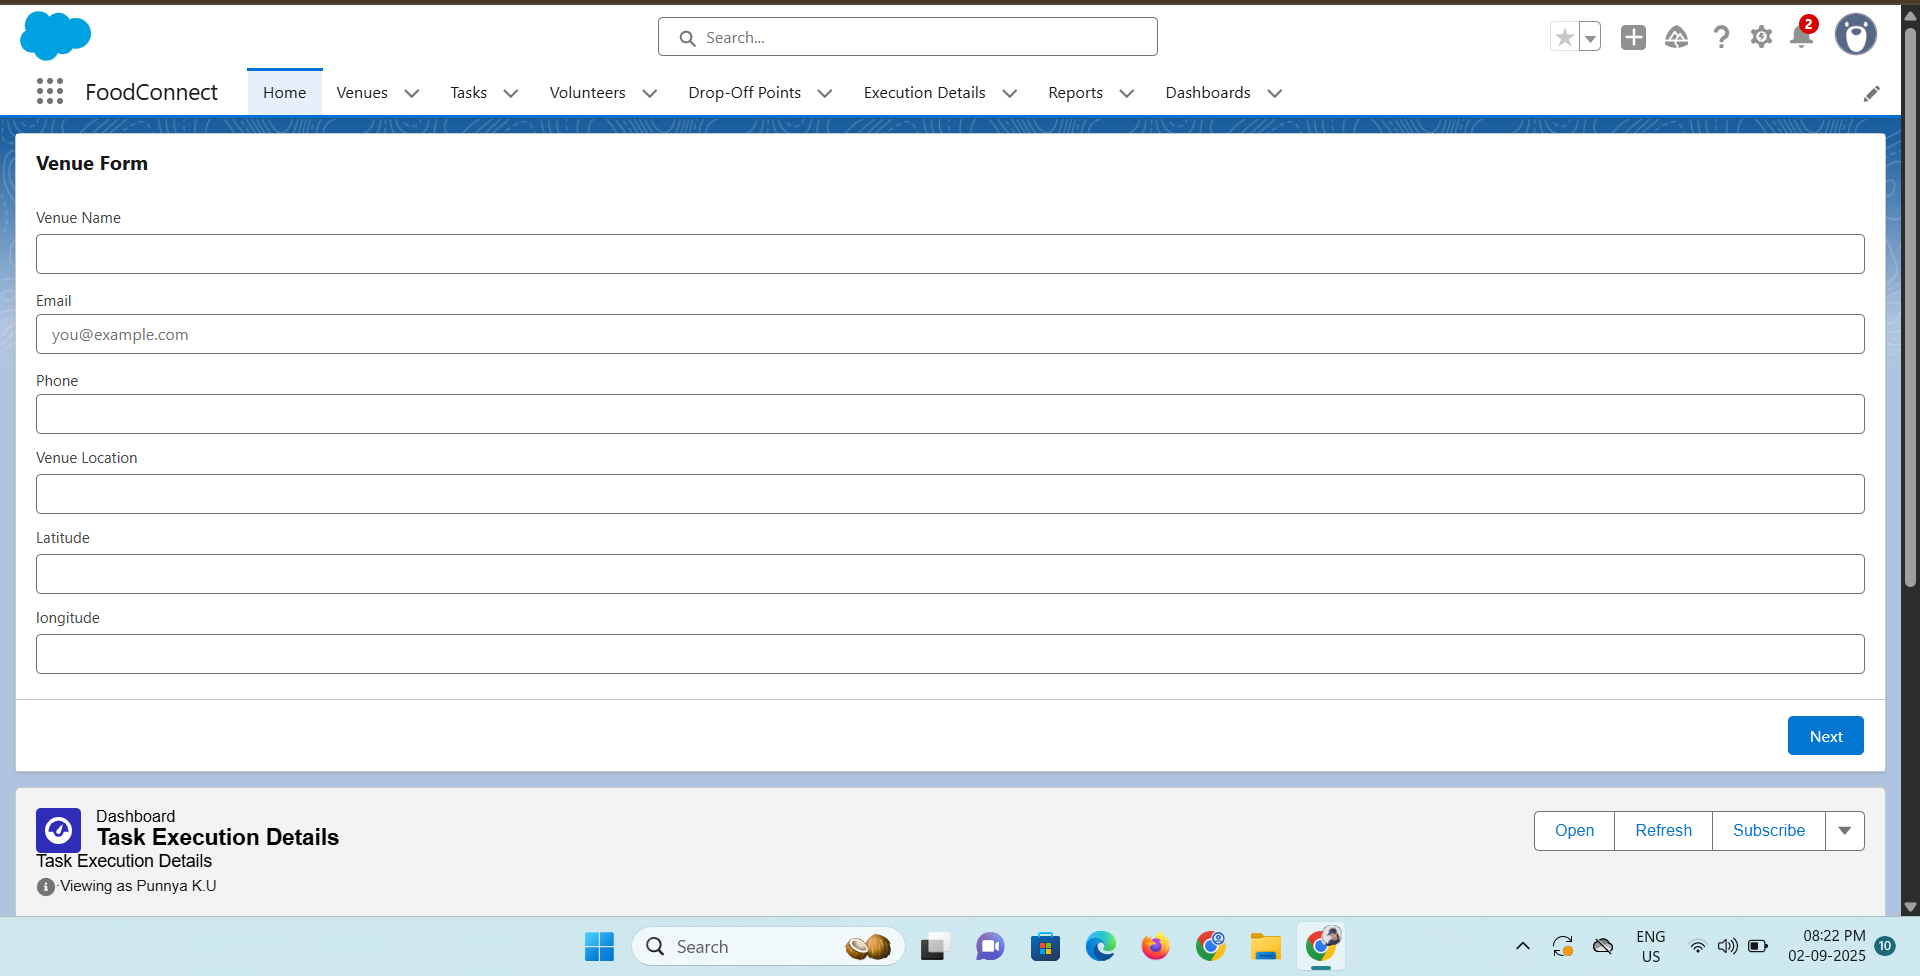 Search...
2
FoodConnect
Home
Venues
Tasks
Volunteers
Drop-Off Points
Execution Details
Reports
Dashboards
Venue Form
Venue Name
Email
you@example.com
Phone
Venue Location
Latitude
longitude
Next
Dashboard
Task Execution Details
Task Execution Details
Viewing as Punnya K.U
Open
Refresh
Subscribe
Search
ENG
US
08:22 PM
02-09-2025
10